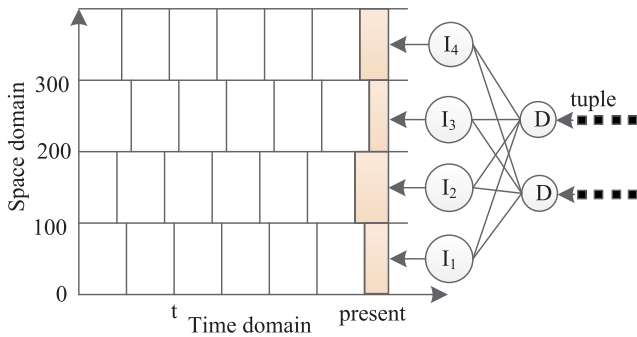 Space domain
300
200
100
0
t
Time domain
present
I4
I3
I2
I1
D
D
tuple